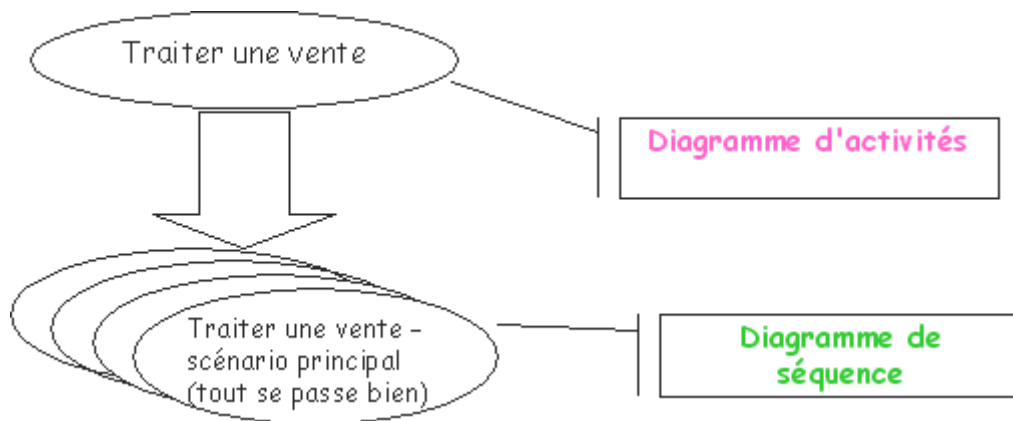 Traiter une vente
Diagramme d'activités
Traiter une vente –
scénario principal
(tout se passe bien)
Diagramme de
séquence